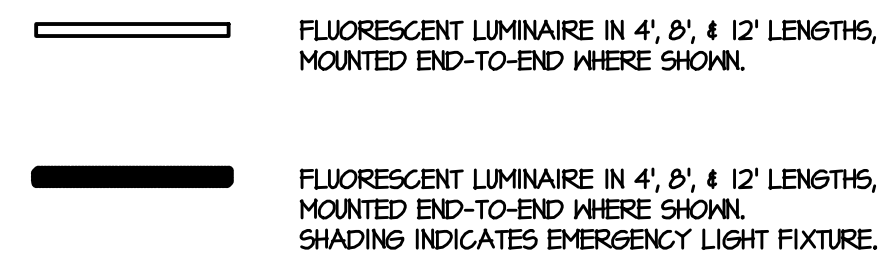 FLUORESCENT LUMINAIRE IN 4', 8', & 12' LENGTHS,
MOUNTED END-TO-END WHERE SHOWN.
FLUORESCENT LUMINAIRE IN 4', 8', & 12' LENGTHS,
MOUNTED END-TO-END WHERE SHOWN.
SHADING INDICATES EMERGENCY LIGHT FIXTURE.